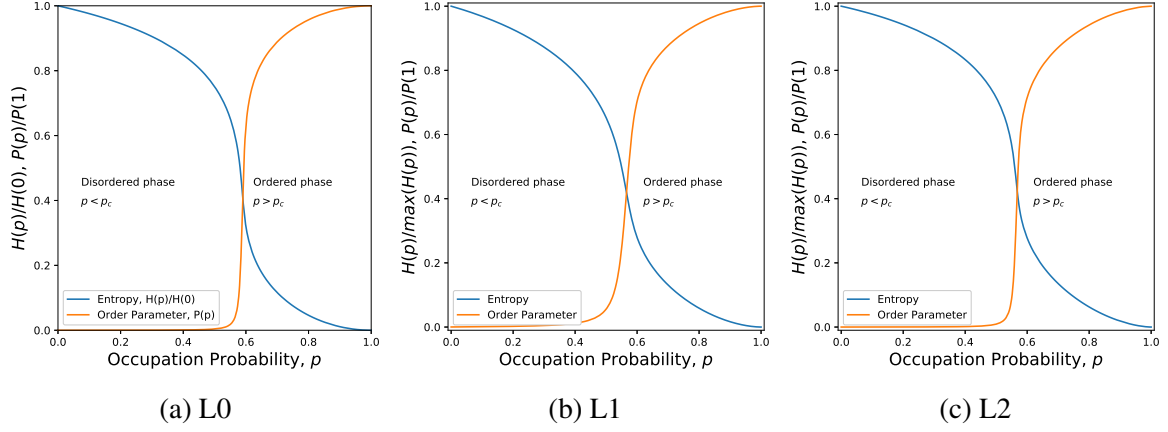 H(p)/H(0), P(p)/P(1)
1.0
0.8
0.6
0.4
0.2
0.0
Disordered phase
p < p_c
Ordered phase
p > p_c
Entropy, H(p)/H(0)
Order Parameter, P(p)
0.0 0.2 0.4 0.6 0.8 1.0
Occupation Probability, p
(a) L0
H(p)/max(H(p)), P(p)/P(1)
1.0
0.8
0.6
0.4
0.2
0.0
Disordered phase
p < p_c
Ordered phase
p > p_c
Entropy
Order Parameter
0.0 0.2 0.4 0.6 0.8 1.0
Occupation Probability, p
(b) L1
H(p)/max(H(p)), P(p)/P(1)
1.0
0.8
0.6
0.4
0.2
0.0
Disordered phase
p < p_c
Ordered phase
p > p_c
Entropy
Order Parameter
0.0 0.2 0.4 0.6 0.8 1.0
Occupation Probability, p
(c) L2